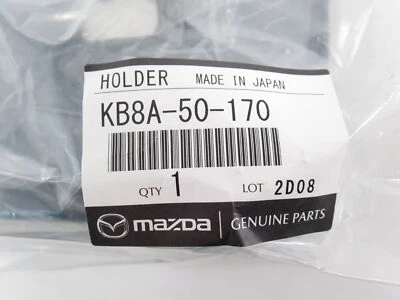 HOLDER MADE IN JAPAN
KB8A-50-170
QTY 1 LOT 2D08
mazda GENUINE PARTS